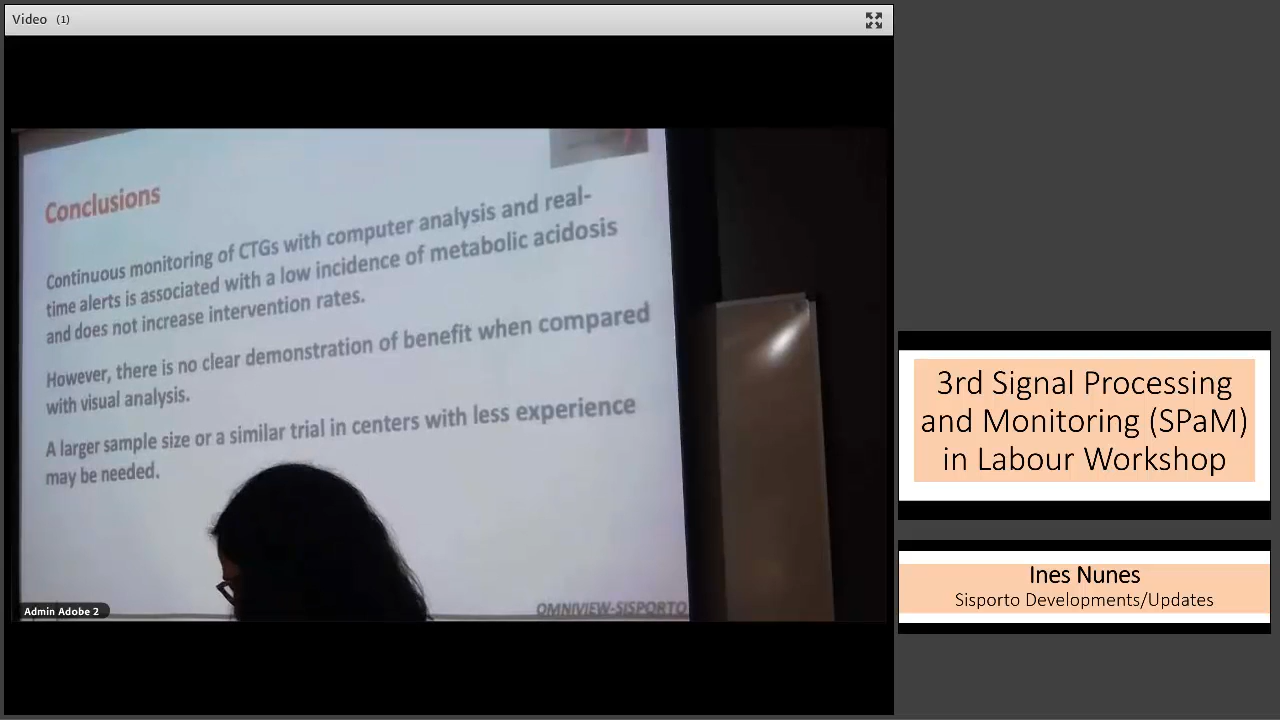 Video (1)
Conclusions
Continuous monitoring of CTGs with computer analysis and real-
time alerts is associated with a low incidence of metabolic acidosis
and does not increase intervention rates.
However, there is no clear demonstration of benefit when compared
with visual analysis.
A larger sample size or a similar trial in centers with less experience
may be needed.
Admin Adobe 2
OMNIVIEW-SISPORTO
3rd Signal Processing
and Monitoring (SPaM)
in Labour Workshop
Ines Nunes
Sisporto Developments/Updates